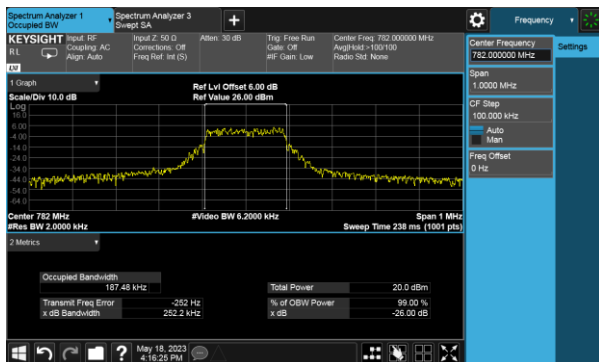 Spectrum Analyzer 1
Occupied BW
Spectrum Analyzer 3
Swept SA
Frequency
KEYSIGHT
RL
Input: RF
Coupling: AC
Align: Auto
Input Z: 50 Ω
Corrections: Off
Freq Ref: Int (S)
Atten: 30 dB
Trig: Free Run
Gate: Off
#IF Gain: Low
Center Freq: 782.000000 MHz
Avg|Hold:>100/100
Radio Std: None
Center Frequency
782.000000 MHz
Settings
Span
1.0000 MHz
CF Step
100.000 kHz
Auto
Man
Freq Offset
0 Hz
1 Graph
Scale/Div 10.0 dB
Ref Lvl Offset 6.00 dB
Ref Value 26.00 dBm
Log
16.0
6.00
-4.00
-14.0
-24.0
-34.0
-44.0
-54.0
-64.0
Center 782 MHz
#Video BW 6.2000 kHz
Span 1 MHz
#Res BW 2.0000 kHz
Sweep Time 238 ms (1001 pts)
2 Metrics
Occupied Bandwidth
187.48 kHz
Total Power
20.0 dBm
Transmit Freq Error
-252 Hz
% of OBW Power
99.00 %
x dB Bandwidth
252.2 kHz
x dB
-26.00 dB
May 18, 2023
4:16:25 PM